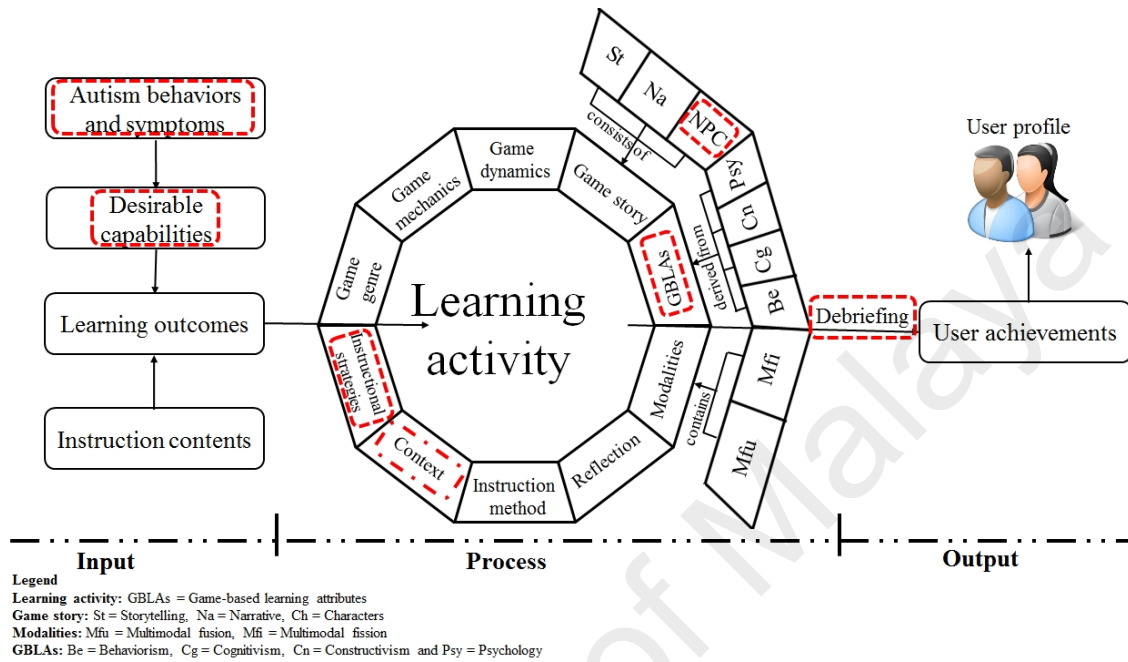 Autism behaviors
and symptoms
Desirable
capabilities
Learning outcomes
Instruction contents
Game
genre
Game
mechanics
Game
dynamics
Game story
GBLAs
Modalities
Reflection
Instruction
method
Context
Instructional
strategies
Learning
activity
St
Na
NPC
consists of
Psy
Cn
Cg
Be
derived from
Mfi
Mfu
contains
Debriefing
User achievements
User profile
Input
Process
Output
Legend
Learning activity: GBLAs = Game-based learning attributes
Game story: St = Storytelling, Na = Narrative, Ch = Characters
Modalities: Mfu = Multimodal fusion, Mfi = Multimodal fission
GBLAs: Be = Behaviorism, Cg = Cognitivism, Cn = Constructivism and Psy = Psychology
of Malaya